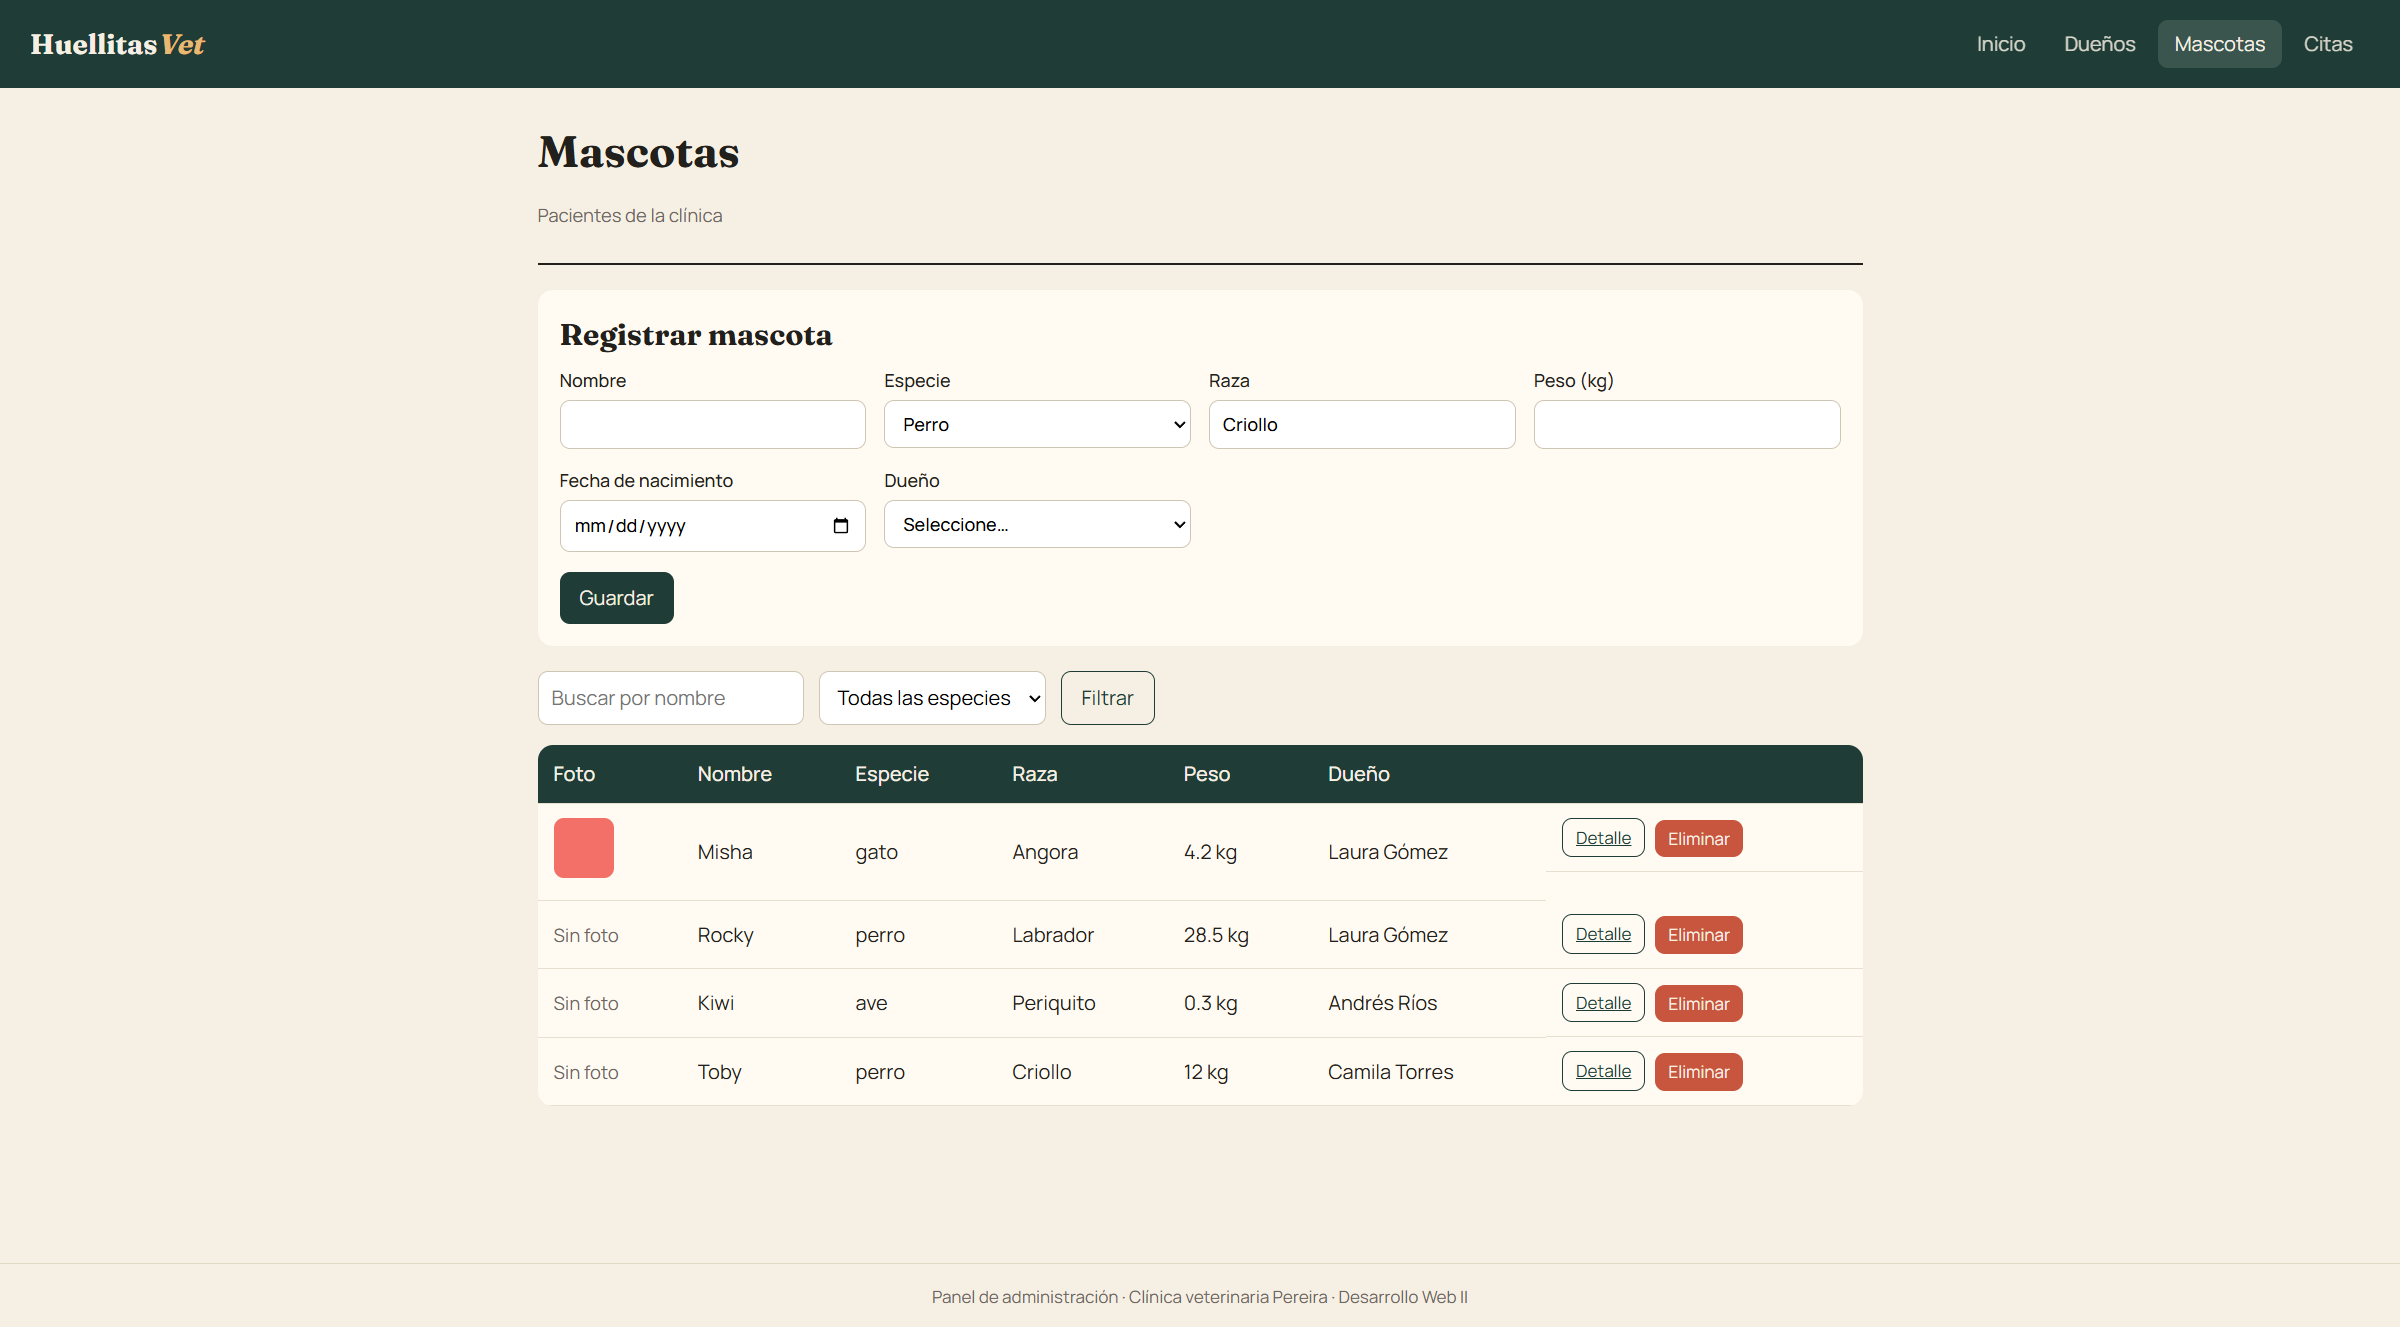 HuellitasVet Inicio Dueños Mascotas Citas
Mascotas
Pacientes de la clínica
Registrar mascota
Nombre Especie Raza Peso (kg)
Perro Criollo
Fecha de nacimiento Dueño
mm/dd/yyyy Seleccione...
Guardar
Buscar por nombre Todas las especies Filtrar
Foto Nombre Especie Raza Peso Dueño
Misha gato Angora 4.2 kg Laura Gómez Detalle Eliminar
Sin foto Rocky perro Labrador 28.5 kg Laura Gómez Detalle Eliminar
Sin foto Kiwi ave Periquito 0.3 kg Andrés Ríos Detalle Eliminar
Sin foto Toby perro Criollo 12 kg Camila Torres Detalle Eliminar
Panel de administración · Clínica veterinaria Pereira · Desarrollo Web II